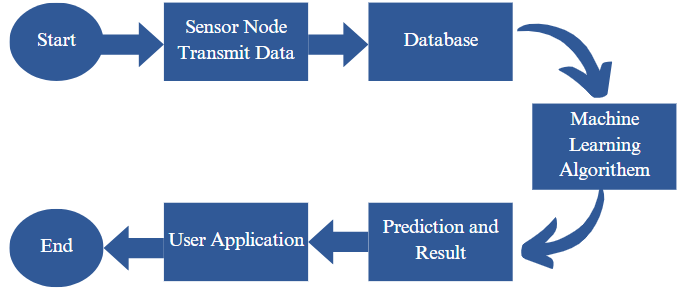 Start
Sensor Node
Transmit Data
Database
Machine
Learning
Algorithem
Prediction and
Result
User Application
End